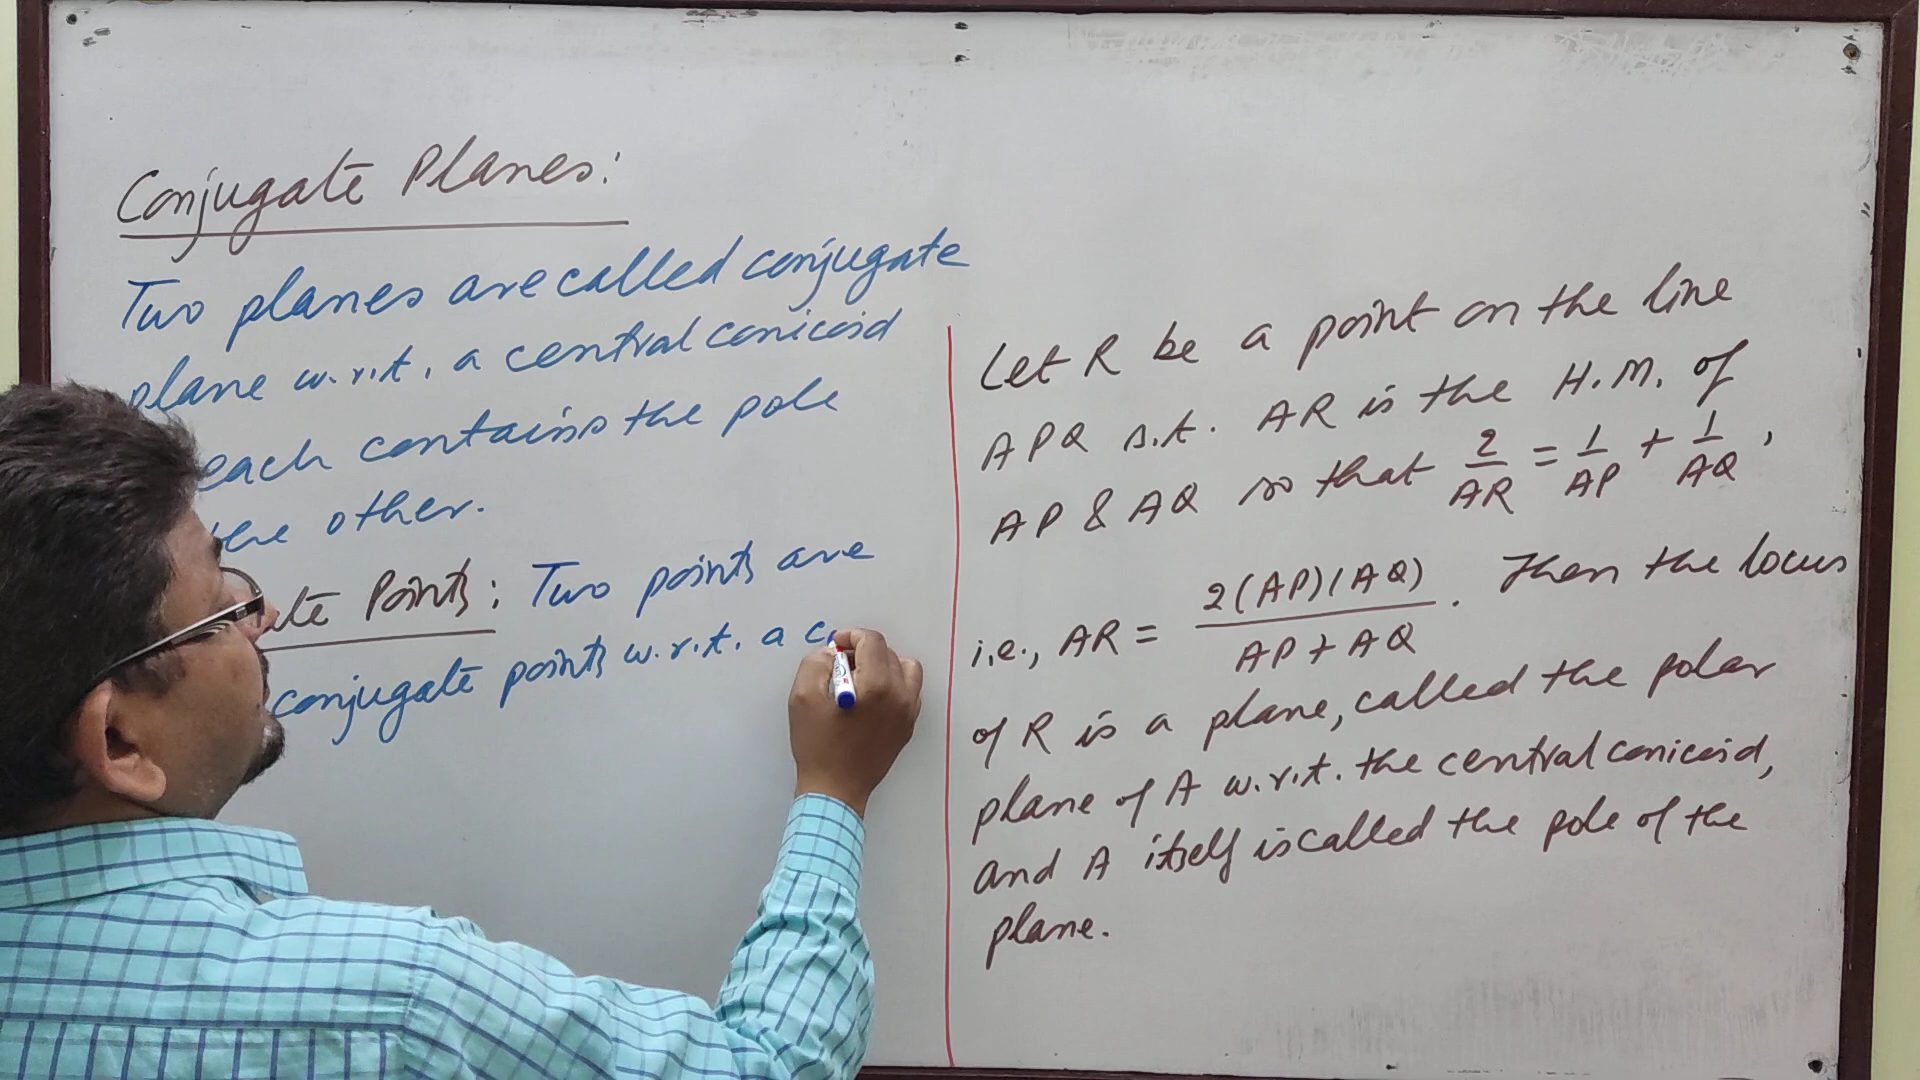 Conjugate Planes:
Two planes are called conjugate
plane w.r.t. a central conicoid
each contains the pole
the other.
Points: Two points are
conjugate points w.r.t. a c
Let R be a point on the line
APQ s.t. AR is the H.M. of
AP & AQ so that 2/AR = 1/AP + 1/AQ,
i.e., AR = 2(AP)(AQ)/AP+AQ. Then the locus
of R is a plane, called the polar
plane of A w.r.t. the central conicoid,
and A itself is called the pole of the
plane.